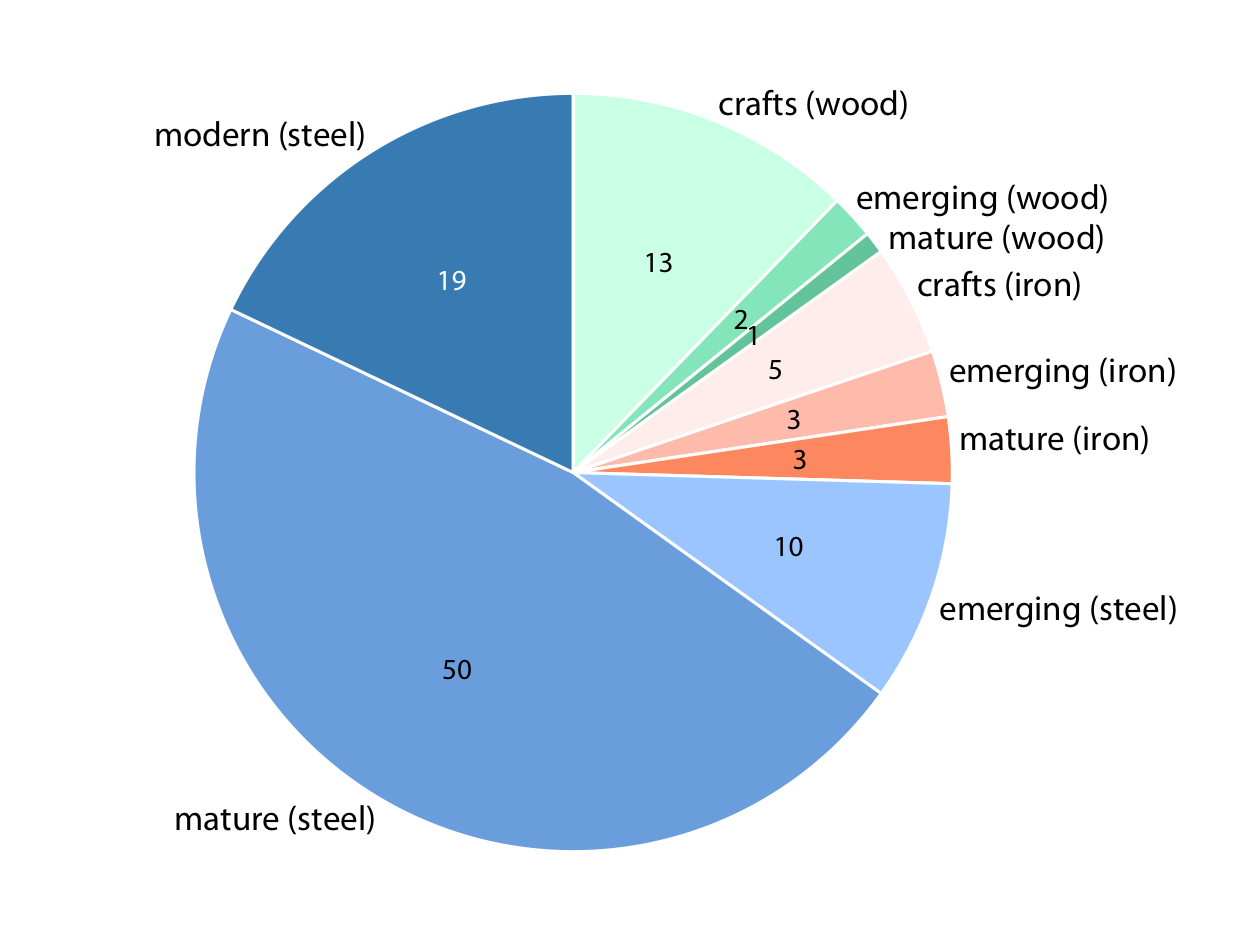 crafts (wood)
modern (steel)
emerging (wood)
mature (wood)
13
crafts (iron)
19
2
1
5
emerging (iron)
3
mature (iron)
3
10
emerging (steel)
50
mature (steel)